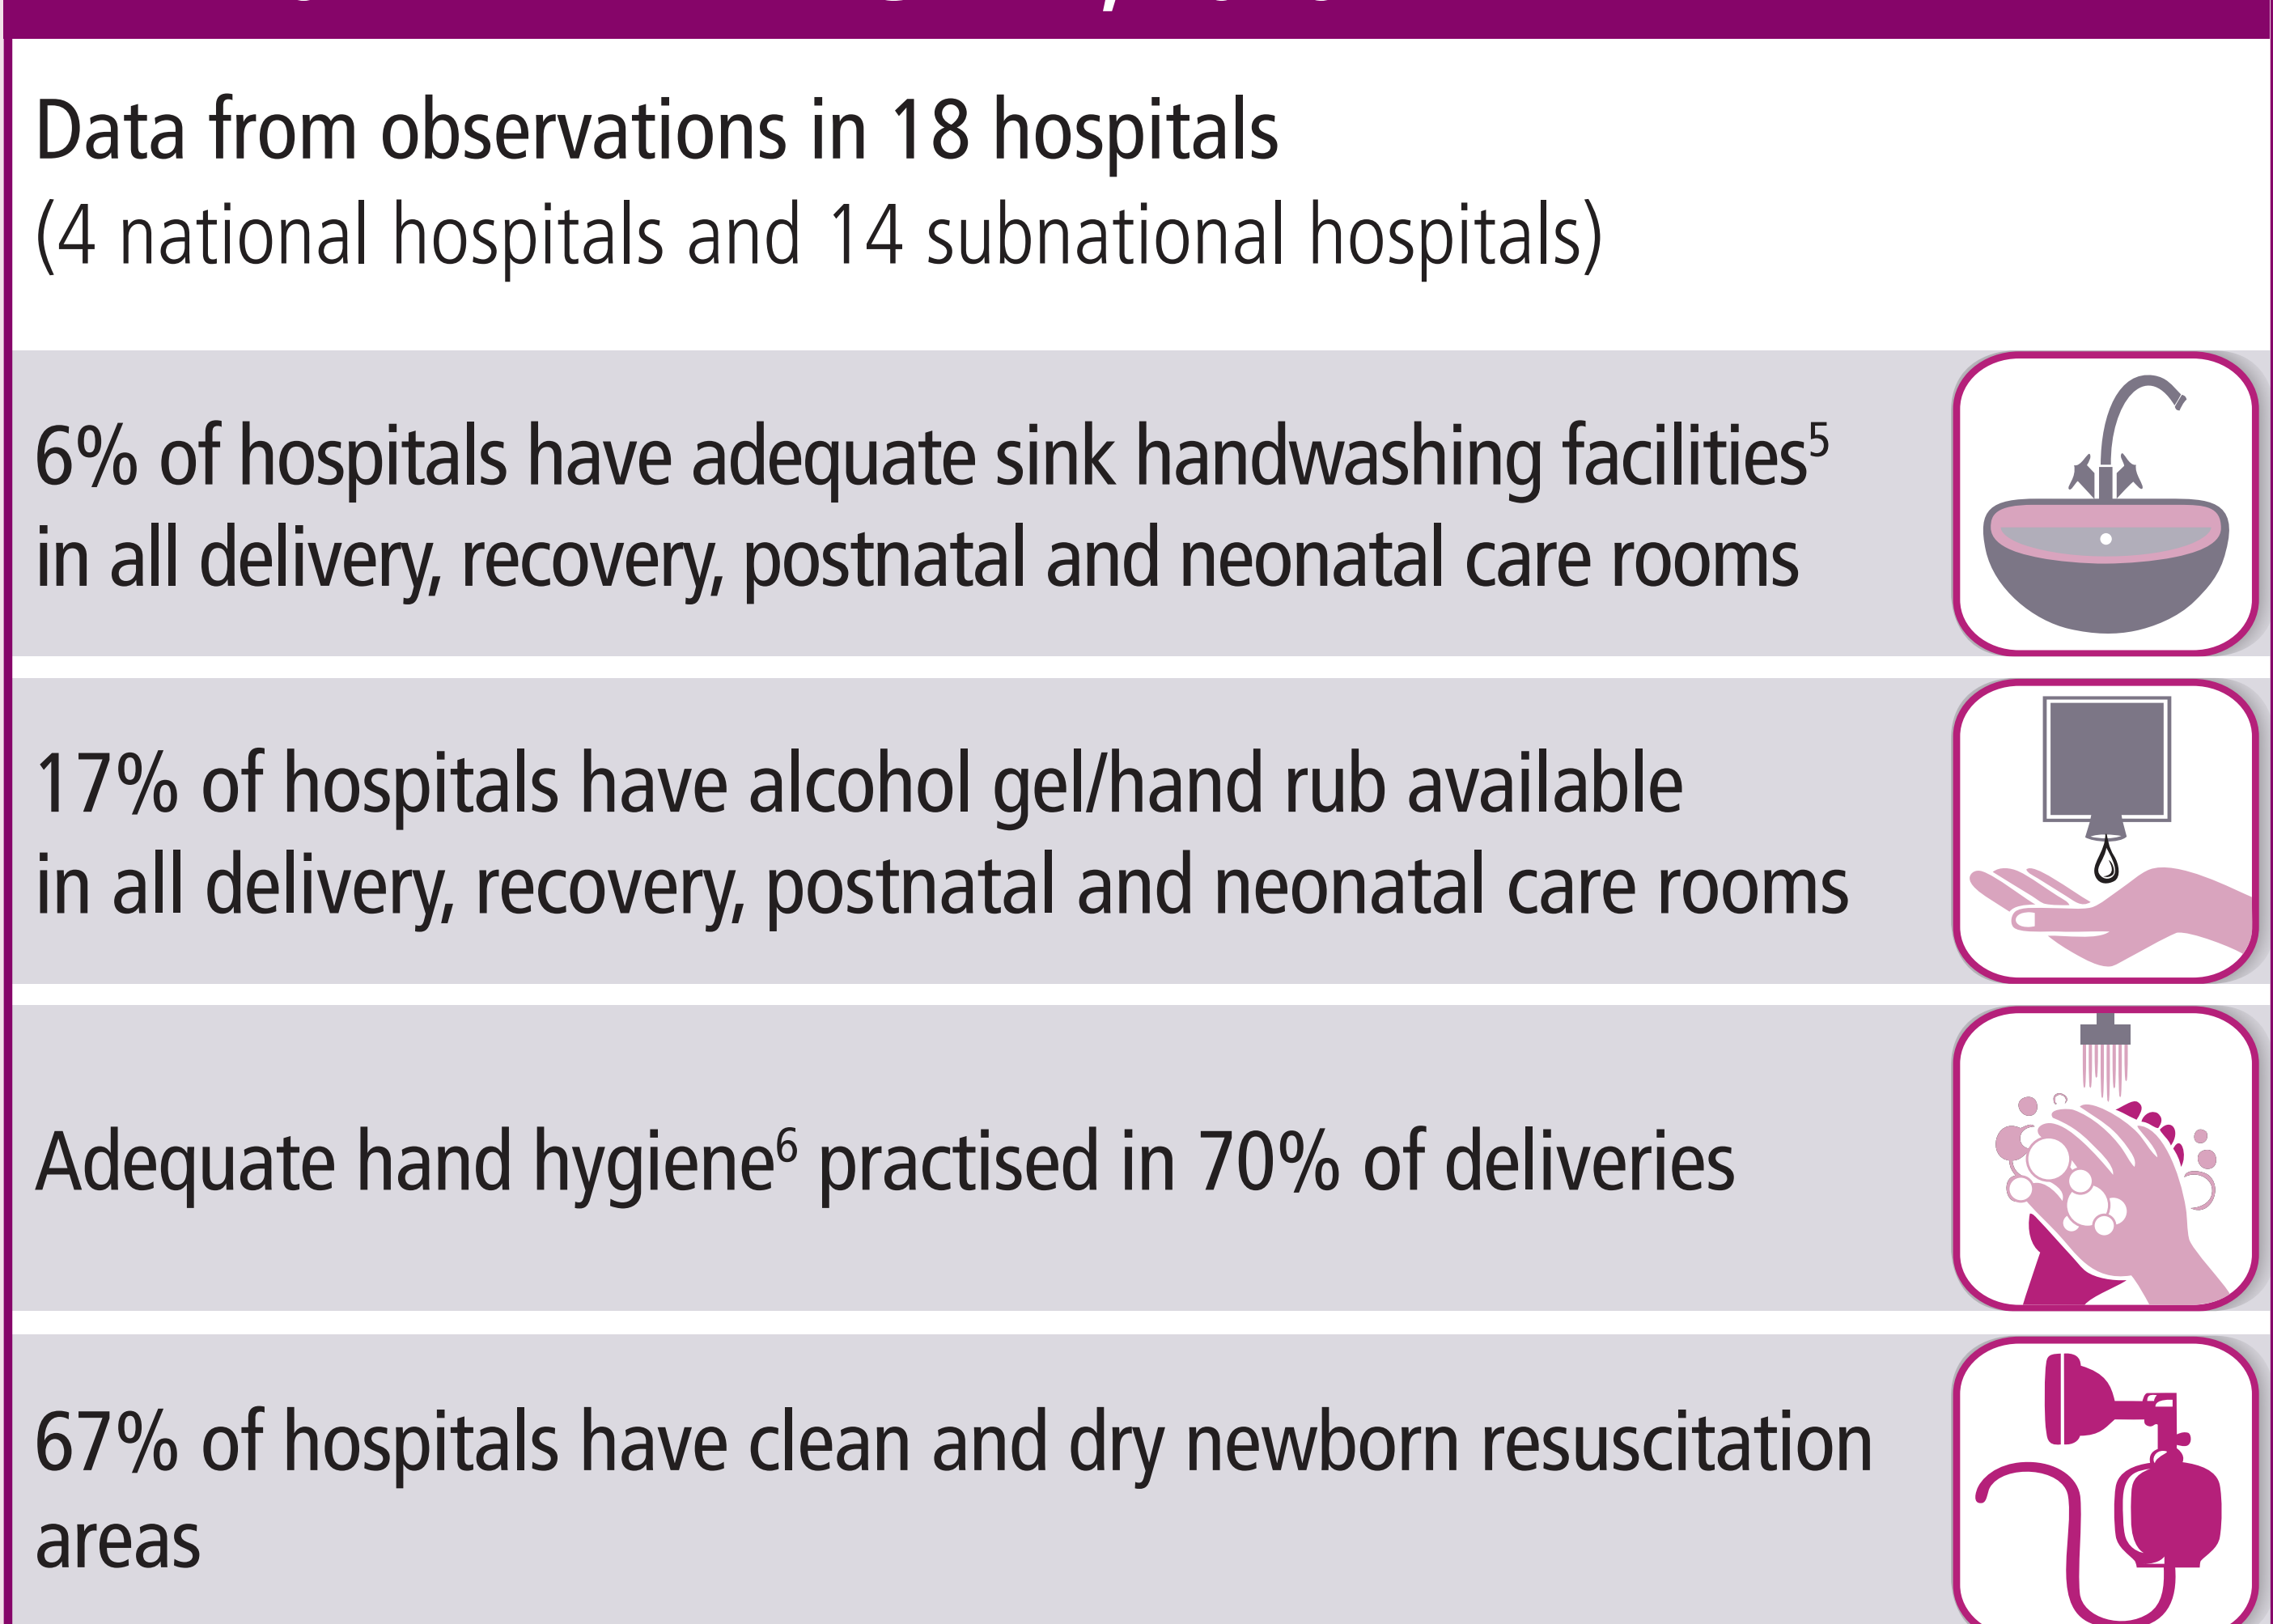 Data from observations in 18 hospitals
(4 national hospitals and 14 subnational hospitals)
6% of hospitals have adequate sink handwashing facilities⁵
in all delivery, recovery, postnatal and neonatal care rooms
17% of hospitals have alcohol gel/hand rub available
in all delivery, recovery, postnatal and neonatal care rooms
Adequate hand hygiene⁶ practised in 70% of deliveries
67% of hospitals have clean and dry newborn resuscitation
areas